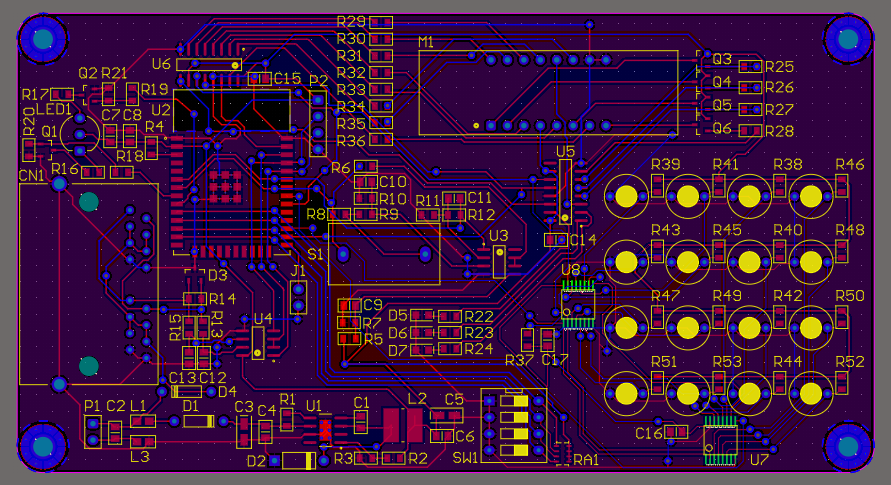 R29
R30
M1
U6
R31
Q3
C15
R32
R25
Q2 R21
P2
Q4
R17
R19
R33
R26
LED1
U2
R34
Q5
R27
R20
Q1
C7 C8
R4
R35
Q6
R28
R18
R36
U5
R16
R6
R39 R41 R38 R46
CN1
C10
R10
R11
C11
R8
R9
R12
R43 R45 R40 R48
S1
U3
C14
D3
J1
U8
R14
C9
D5
R22
R47 R49 R42 R50
R15
R13
U4
R7
D6
R23
R5
D7
R24
R37
C17
R51 R53 R44 R52
C13 C12
D4
P1 C2 L1
D1
C3 C4
R1
U1
C1
L2
C5
C6
C16
L3
D2
R3
R2
SW1
RA1
U7